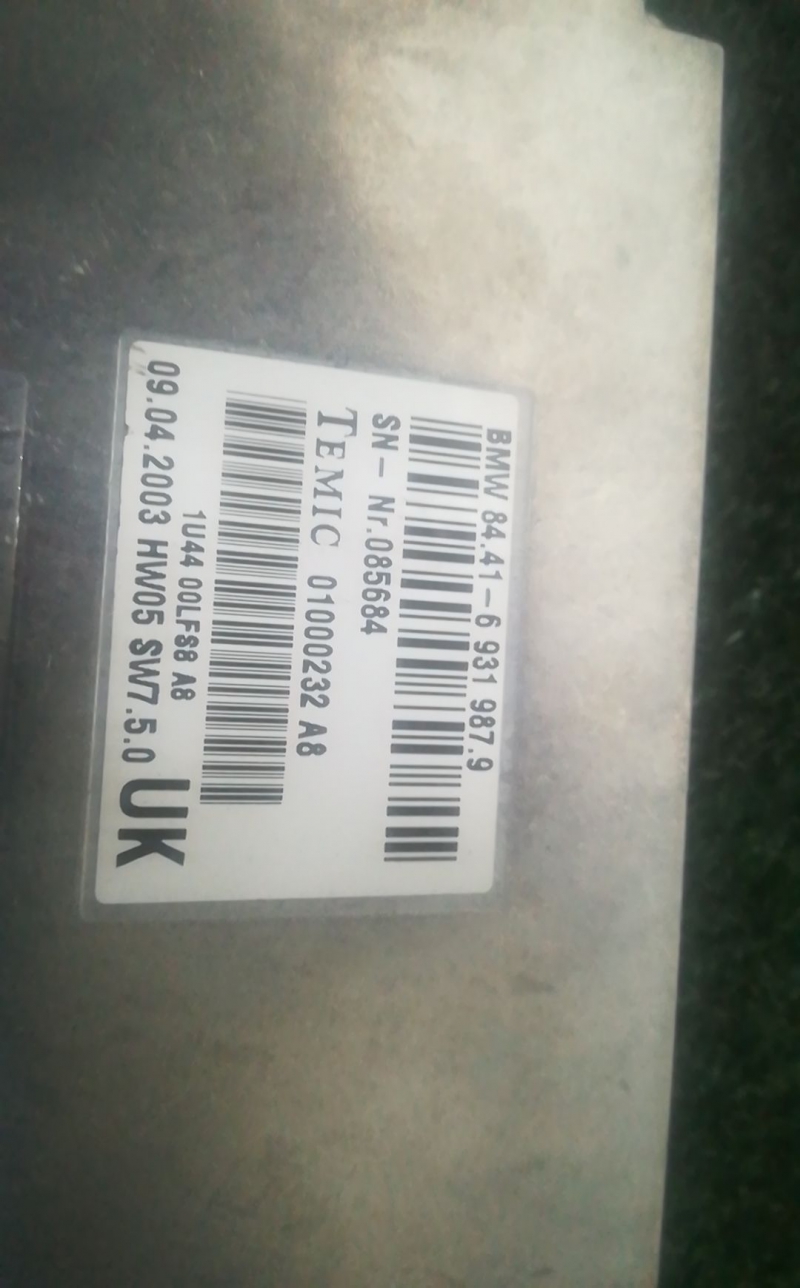 BMW 84.41-6 931 987.9
SN - Nr.085684
TEMIC 01000232 A8
1U44 00LFS8 A8
09.04.2003 HW05 SW7.5.0 UK